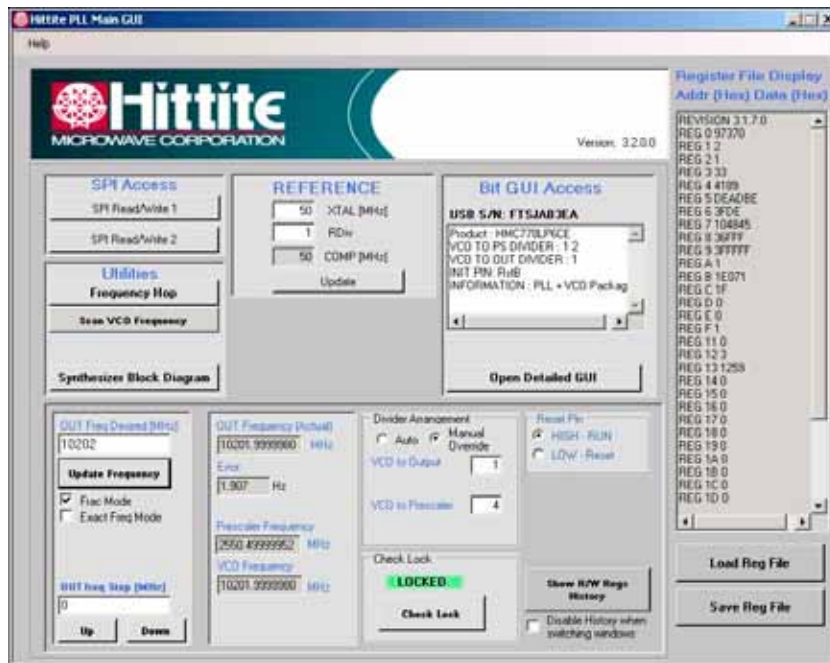 Hittite PLL Main GUI
Help
Hittite
MICROWAVE CORPORATION
Version: 3.2.0.0
SPI Access
SPI Read/Write 1
SPI Read/Write 2
Utilities
Frequency Hop
Scan VCO Frequency
Synthesizer Block Diagram
REFERENCE
50 XTAL [MHz]
1 RDiv
50 COMP [MHz]
Update
Bit GUI Access
USB S/N: FTSJAB3EA
Product : HMC778LP6CE
VCO TO PS DIVIDER : 1 2
VCO TO OUT DIVIDER : 1
INIT PIN: RstB
INFORMATION : PLL + VCO Packag
Open Detailed GUI
OUT Freq Desired [MHz]
10202
Update Frequency
Frac Mode
Exact Freq Mode
OUT freq Step [MHz]
0
Up
Down
OUT Frequency (Actual)
10201.9999980 MHz
Error
1.907 Hz
Prescaler Frequency
2550.49999952 MHz
VCO Frequency
10201.9999980 MHz
Divider Arrangement
Auto
Manual Override
VCO to Output 1
VCO to Prescaler 4
Check Lock
LOCKED
Check Lock
Reset Pin
HIGH - RUN
LOW - Reset
Show R/W Regs
History
Disable History when
switching windows
Register File Display
Addr (Hex) Data (Hex)
REVISION 3.1.7.0
REG 0 97370
REG 1 2
REG 2 1
REG 3 33
REG 4 4189
REG 5 DEADBE
REG 6 3FDE
REG 7 104845
REG 8 36FFF
REG 9 3FFFFF
REG A 1
REG B 1E071
REG C 1F
REG D 0
REG E 0
REG F 1
REG 11 0
REG 12 3
REG 13 1259
REG 14 0
REG 15 0
REG 16 0
REG 17 0
REG 18 0
REG 19 0
REG 1A 0
REG 1B 0
REG 1C 0
REG 1D 0
Load Reg File
Save Reg File